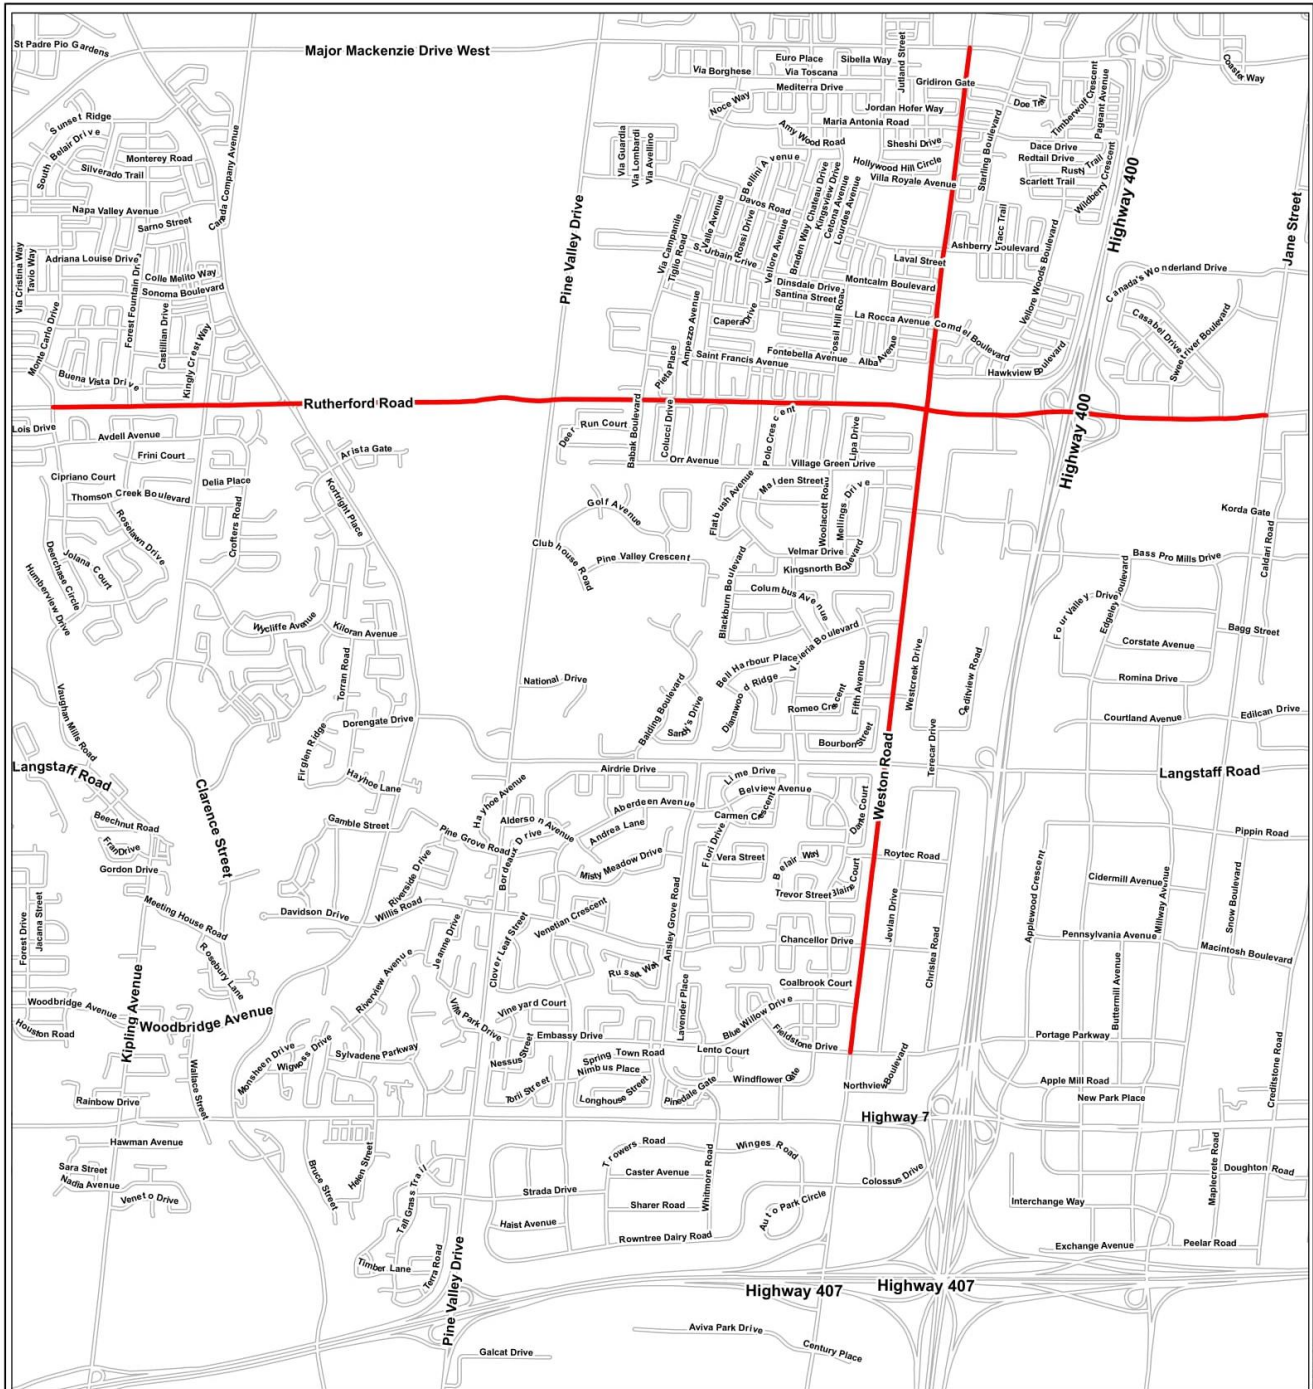 St Padre Pio Gardens
Major Mackenzie Drive West
Euro Place
Sibella Way
Jutland Street
Via Borghese
Via Toscana
Mediterra Drive
Gridiron Gate
Coaster Way
Noce Way
Jordan Hofer Way
Doe Trail
Timberwolf Crescent
Pageant Avenue
Maria Antonia Road
Sunset Ridge
South Belair Drive
Monterey Road
Silverado Trail
Canada Company Avenue
Via Guardia
Via Lombardi
Via Avellino
Amy Wood Road
Sheshi Drive
Starling Boulevard
Dace Drive
Redtail Drive
Rusty Trail
Scarlett Trail
Wildberry Crescent
Hollywood Hill Circle
Villa Royale Avenue
Bellini Avenue
Davos Road
Braden Way
Chateau Drive
Kingsview Drive
Cetona Avenue
Lourdes Avenue
Highway 400
Jane Street
Pine Valley Drive
Napa Valley Avenue
Sarno Street
Valle Avenue
Rossi Drive
Vellore Avenue
Tacc Trail
Ashberry Boulevard
Via Campanile
Tiglio Road
St Urbain Drive
Laval Street
Vellore Woods Boulevard
Via Cristina Way
Tavio Way
Adriana Louise Drive
Colle Melito Way
Sonoma Boulevard
Forest Fountain Drive
Dinsdale Drive
Montcalm Boulevard
Santina Street
Canada's Wonderland Drive
Casabel Drive
Sweetriver Boulevard
Capera Drive
Fossil Hill Road
La Rocca Avenue
Comdel Boulevard
Ampezzo Avenue
Monte Carlo Drive
Castillian Drive
Kingly Crest Way
Saint Francis Avenue
Fontebella Avenue
Alba Avenue
Hawkview Boulevard
Pieta Place
Buena Vista Drive
Rutherford Road
Highway 400
Lois Drive
Avdell Avenue
Deer Run Court
Babak Boulevard
Colucci Drive
Polo Crescent
Lipa Drive
Frini Court
Arista Gate
Orr Avenue
Village Green Drive
Cipriano Court
Delia Place
Thomson Creek Boulevard
Kortright Place
Malden Street
Flatbush Avenue
Woolacott Road
Mellings Drive
Golf Avenue
Korda Gate
Roselawn Drive
Crofters Road
Jolana Court
Deerchase Circle
Humberview Drive
Clubhouse Road
Pine Valley Crescent
Velmar Drive
Kingsnorth Boulevard
Blackburn Boulevard
Columbus Avenue
Bass Pro Mills Drive
Caldari Road
Four Valley Drive
Edgeley Boulevard
Bagg Street
Corstate Avenue
Wycliffe Avenue
Kiloran Avenue
Valeria Boulevard
Bell Harbour Place
Torran Road
National Drive
Dianawood Ridge
Romeo Crescent
Fifth Avenue
Westcreek Drive
Creditview Road
Romina Drive
Vaughan Mills Road
Dorengate Drive
Balding Boulevard
Sandy's Drive
Bourbon Street
Courtland Avenue
Edilcan Drive
Firglen Ridge
Terecar Drive
Weston Road
Langstaff Road
Hayhoe Lane
Airdrie Drive
Lime Drive
Belview Avenue
Langstaff Road
Clarence Street
Hayhoe Avenue
Aberdeen Avenue
Carmen Crescent
Dante Court
Beechnut Road
Gamble Street
Pine Grove Road
Alderson Avenue
Andrea Lane
Pippin Road
Fran Drive
Gordon Drive
Riverside Drive
Bordeaux Drive
Misty Meadow Drive
Fiori Drive
Vera Street
Belair Way
Roytec Road
Trevor Street
Blaine Court
Cidermill Avenue
Applewood Crescent
Millway Avenue
Snow Boulevard
Forest Drive
Jacana Street
Meeting House Road
Davidson Drive
Willis Road
Venetian Crescent
Ansley Grove Road
Jevlan Drive
Chancellor Drive
Pennsylvania Avenue
Macintosh Boulevard
Rosebury Lane
Jeanne Drive
Clover Leaf Street
Chrislea Road
Riverview Avenue
Russet Way
Coalbrook Court
Buttermill Avenue
Woodbridge Avenue
Houston Road
Kipling Avenue
Woodbridge Avenue
Villa Park Drive
Vineyard Court
Lavender Place
Blue Willow Drive
Fieldstone Drive
Portage Parkway
Embassy Drive
Wallace Street
Monsheen Drive
Wigwoss Drive
Sylvadene Parkway
Nessus Street
Spring Town Road
Nimbus Place
Lento Court
Windflower Gate
Northview Boulevard
Apple Mill Road
New Park Place
Creditstone Road
Rainbow Drive
Toril Street
Longhouse Street
Pinedale Gate
Highway 7
Hawman Avenue
Sara Street
Nadia Avenue
Veneto Drive
Bruce Street
Helen Street
Trowers Road
Winges Road
Whitmore Road
Caster Avenue
Colossus Drive
Maplecrete Road
Doughton Road
Tall Grass Trail
Strada Drive
Sharer Road
Auto Park Circle
Interchange Way
Haist Avenue
Rowntree Dairy Road
Exchange Avenue
Peelar Road
Timber Lane
Terra Road
Pine Valley Drive
Highway 407
Highway 407
Aviva Park Drive
Century Place
Galcat Drive